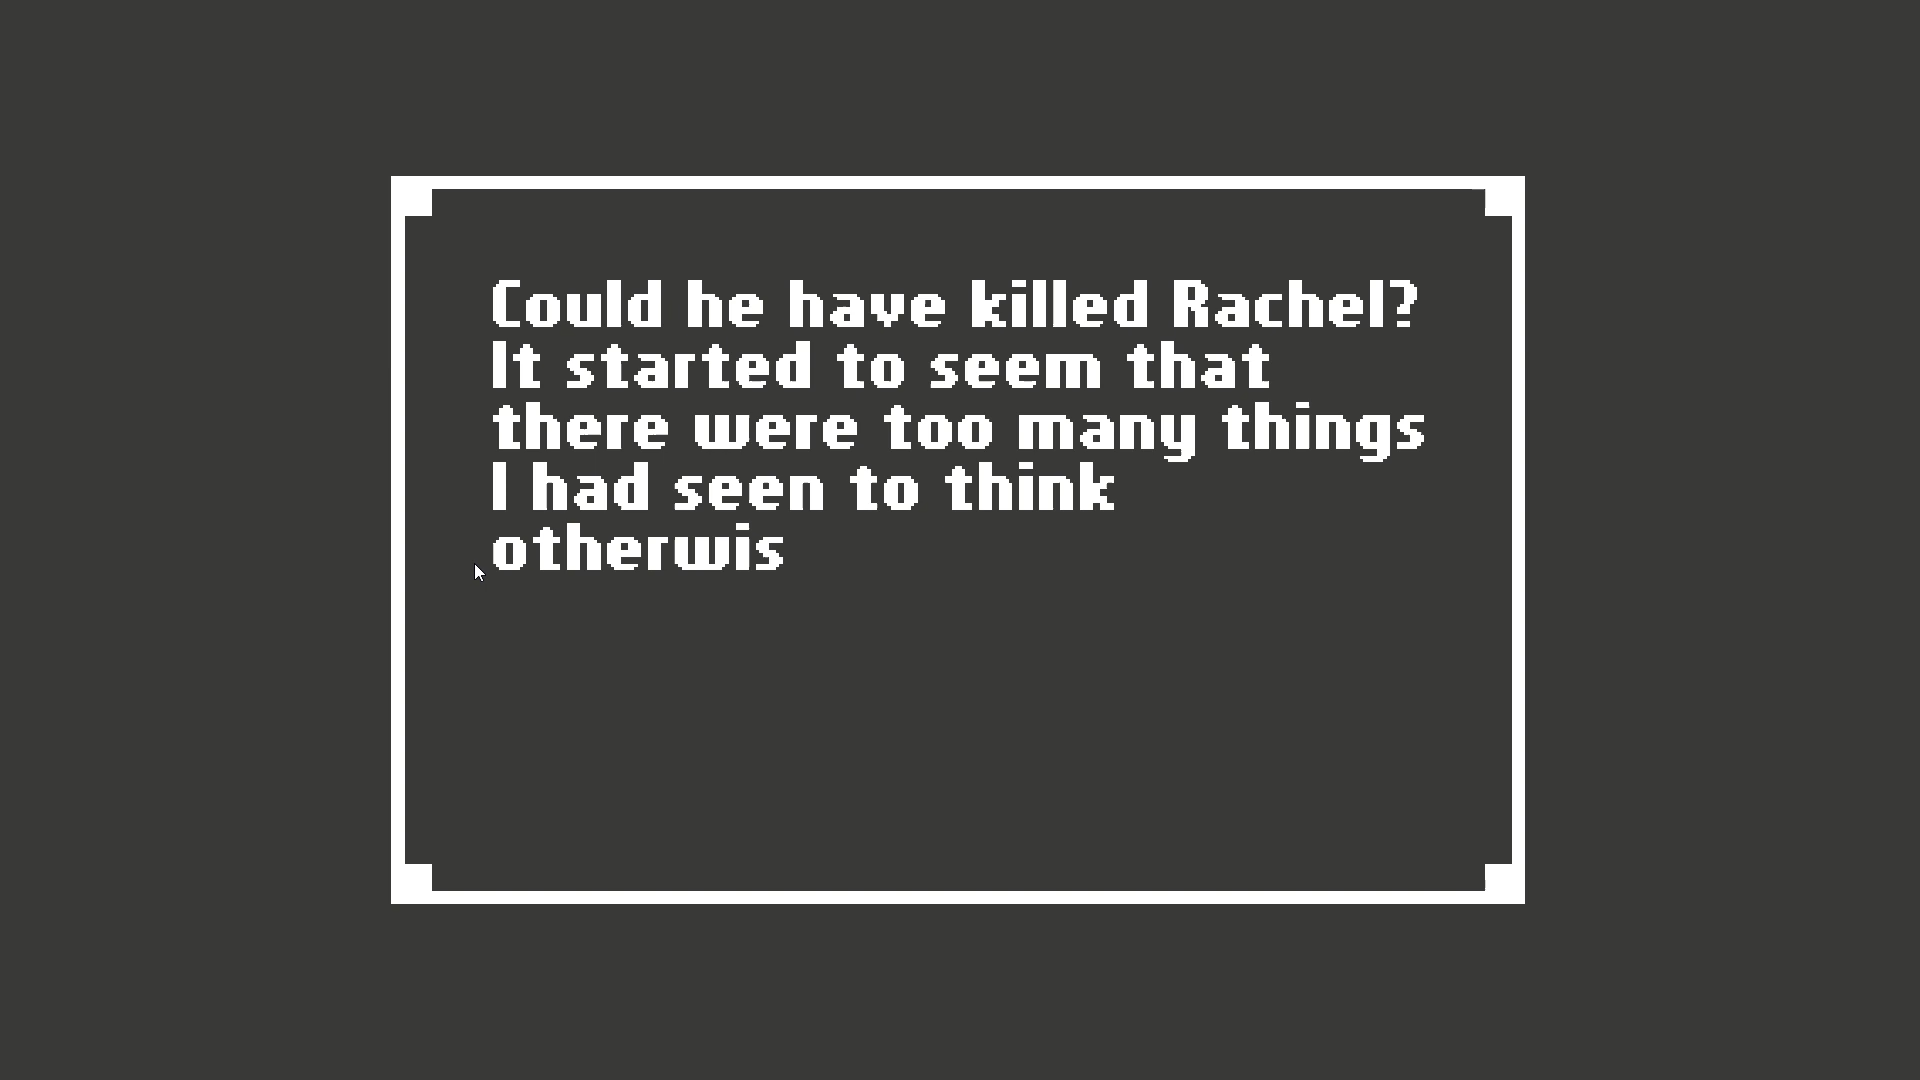 Could he have killed Rachel?
It started to seem that
there were too many things
I had seen to think
otherwis